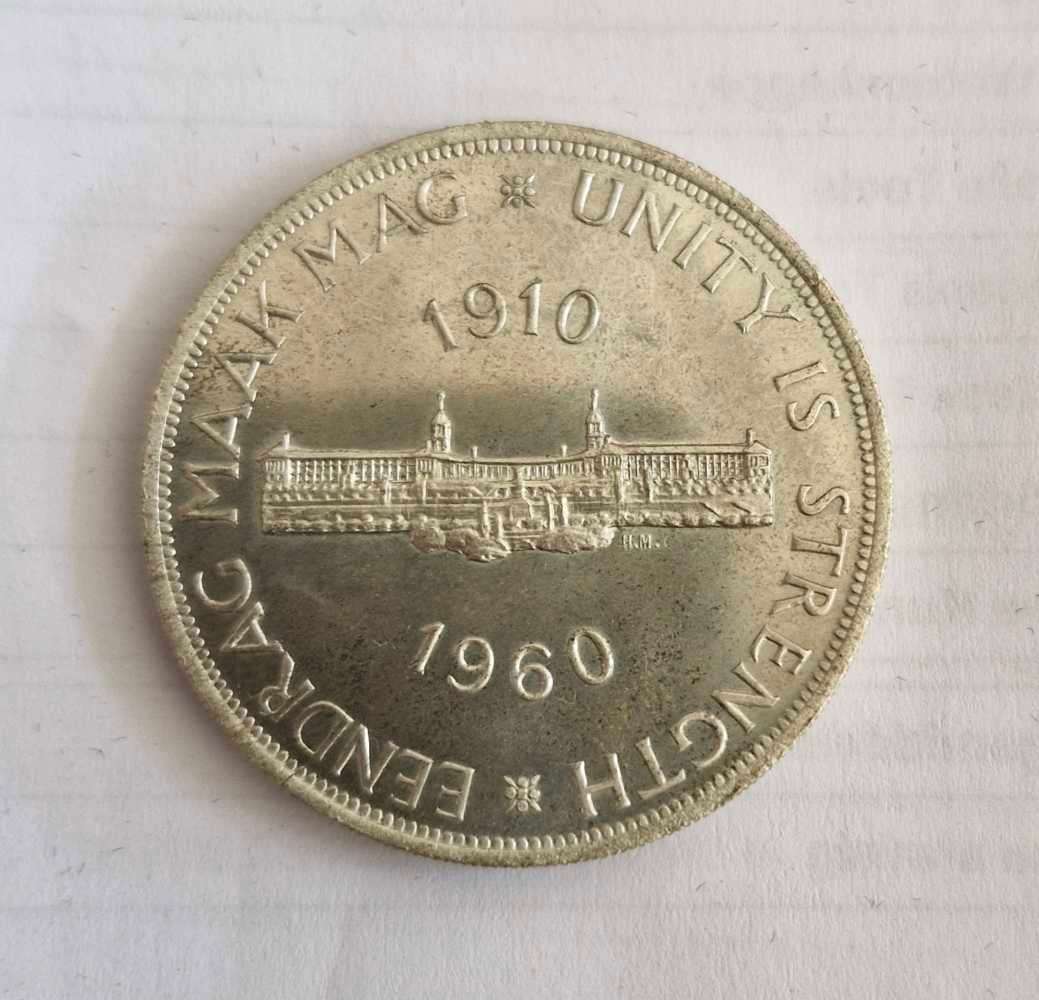 EENDRAG MAAK MAG
UNITY IS STRENGTH
1910
H.M.
1960